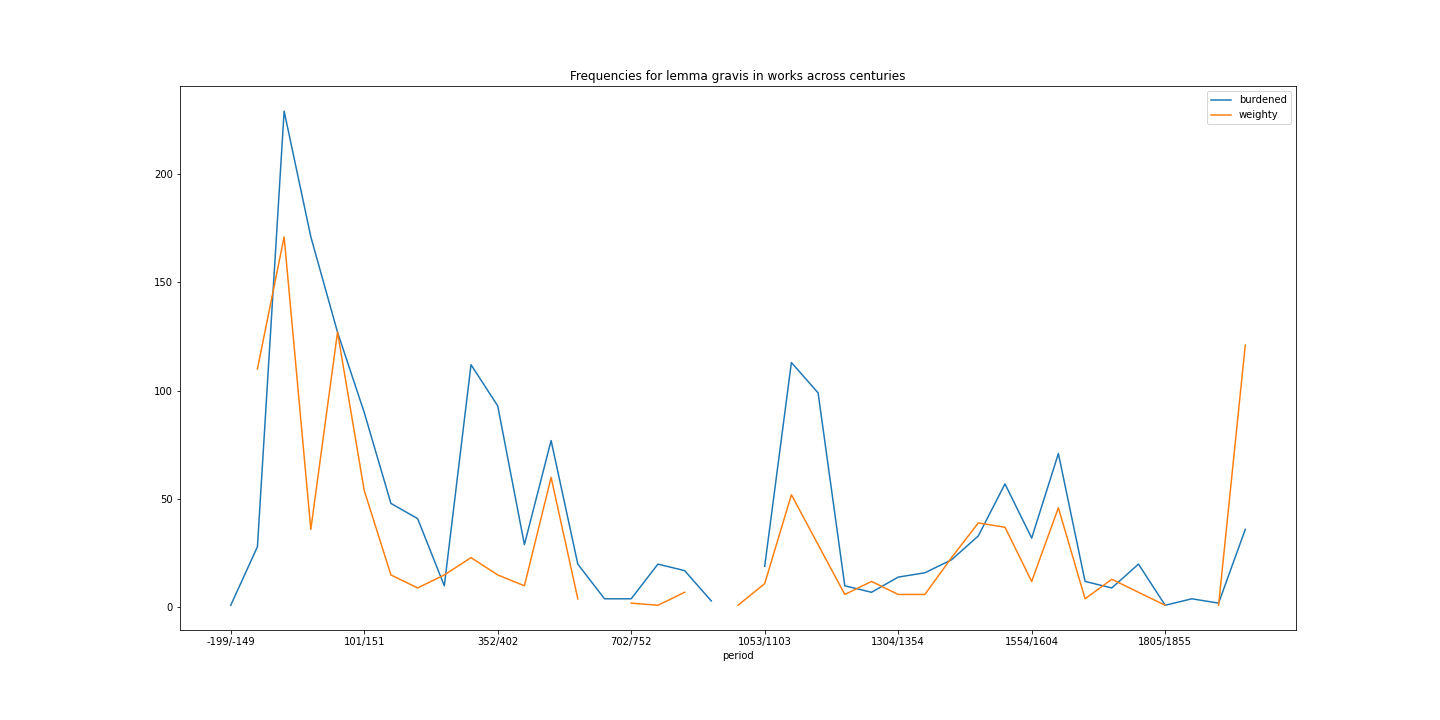 Frequencies for lemma gravis in works across centuries
burdened
weighty
200
150
100
50
0
-199/-149 101/151 352/402 702/752 1053/1103 1304/1354 1554/1604 1805/1855
period